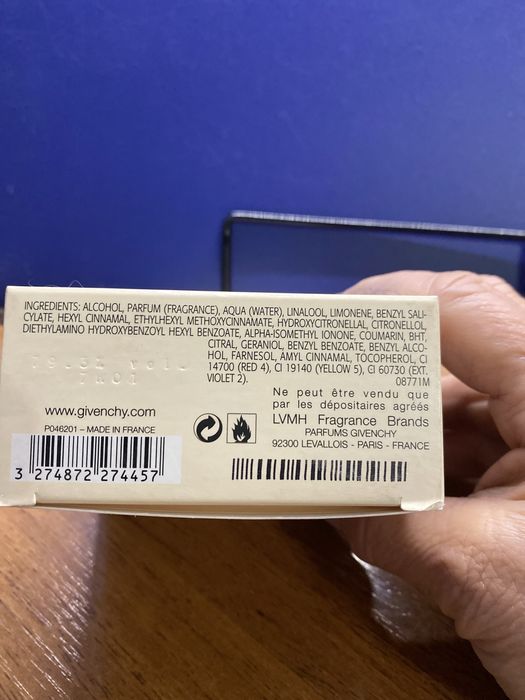 INGREDIENTS: ALCOHOL, PARFUM (FRAGRANCE), AQUA (WATER), LINALOOL, LIMONENE, BENZYL SALI-
CYLATE, HEXYL CINNAMAL, ETHYLHEXYL METHOXYCINNAMATE, HYDROXYCITRONELLAL, CITRONELLOL,
DIETHYLAMINO HYDROXYBENZOYL HEXYL BENZOATE, ALPHA-ISOMETHYL IONONE, COUMARIN, BHT,
CITRAL, GERANIOL, BENZYL BENZOATE, BENZYL ALCO-
HOL, FARNESOL, AMYL CINNAMAL, TOCOPHEROL, CI
14700 (RED 4), CI 19140 (YELLOW 5), CI 60730 (EXT.
VIOLET 2).
08771M
Ne peut être vendu que
par les dépositaires agréés
LVMH Fragrance Brands
PARFUMS GIVENCHY
92300 LEVALLOIS - PARIS - FRANCE
www.givenchy.com
P046201 – MADE IN FRANCE
3 274872 274457